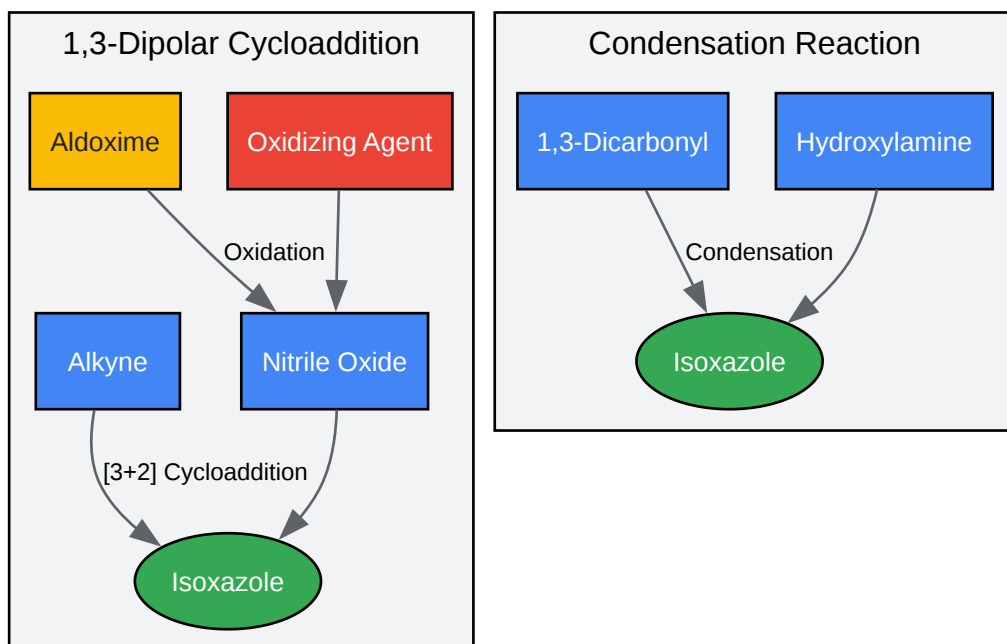 1,3-Dipolar Cycloaddition
Aldoxime
Oxidizing Agent
Oxidation
Alkyne
Nitrile Oxide
[3+2] Cycloaddition
Isoxazole
Condensation Reaction
1,3-Dicarbonyl
Hydroxylamine
Condensation
Isoxazole